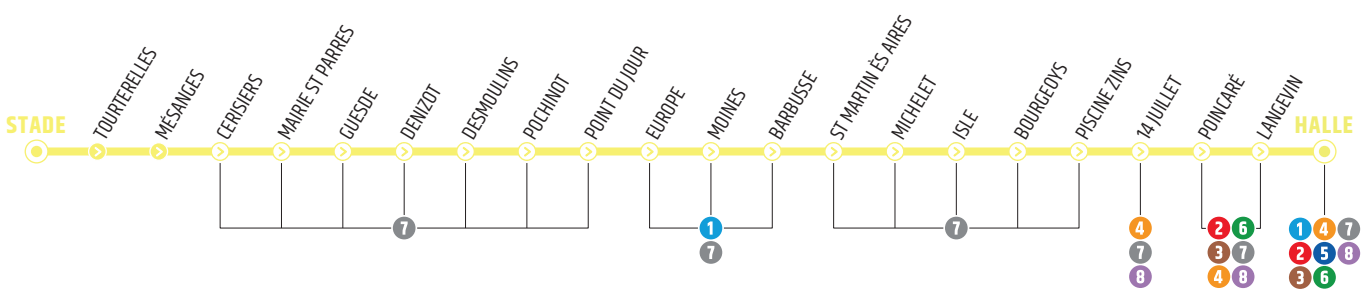 STADE
TOURTERELLES
MÉSANGES
CERISIERS
MAIRIE ST PARRES
GUESDE
DENIZOT
DESMOULINS
POCHINOT
POINT DU JOUR
EUROPE
MOINES
BARBUSSE
ST MARTIN ÈS AIRES
MICHELET
ISLE
BOURGEOYS
PISCINE ZINS
14 JUILLET
POINCARÉ
LANGEVIN
HALLE
7
1
7
7
4
7
8
2 6
3 7
4 8
1 4 7
2 5 8
3 6